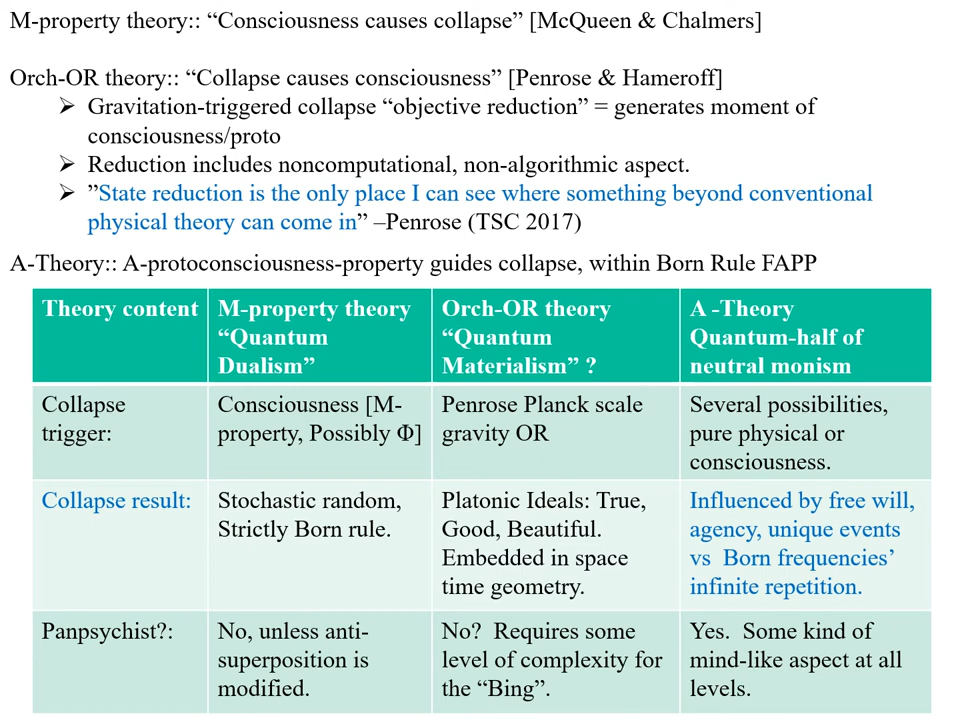 M-property theory:: “Consciousness causes collapse” [McQueen & Chalmers]
Orch-OR theory:: “Collapse causes consciousness” [Penrose & Hameroff]
➢ Gravitation-triggered collapse “objective reduction” = generates moment of
consciousness/proto
➢ Reduction includes noncomputational, non-algorithmic aspect.
➢ ”State reduction is the only place I can see where something beyond conventional
physical theory can come in” –Penrose (TSC 2017)
A-Theory:: A-protoconsciousness-property guides collapse, within Born Rule FAPP
Theory content
M-property theory
“Quantum
Dualism”
Orch-OR theory
“Quantum
Materialism” ?
A -Theory
Quantum-half of
neutral monism
Collapse
trigger:
Consciousness [M-
property, Possibly Φ]
Penrose Planck scale
gravity OR
Several possibilities,
pure physical or
consciousness.
Collapse result:
Stochastic random,
Strictly Born rule.
Platonic Ideals: True,
Good, Beautiful.
Embedded in space
time geometry.
Influenced by free will,
agency, unique events
vs Born frequencies’
infinite repetition.
Panpsychist?:
No, unless anti-
superposition is
modified.
No? Requires some
level of complexity for
the “Bing”.
Yes. Some kind of
mind-like aspect at all
levels.